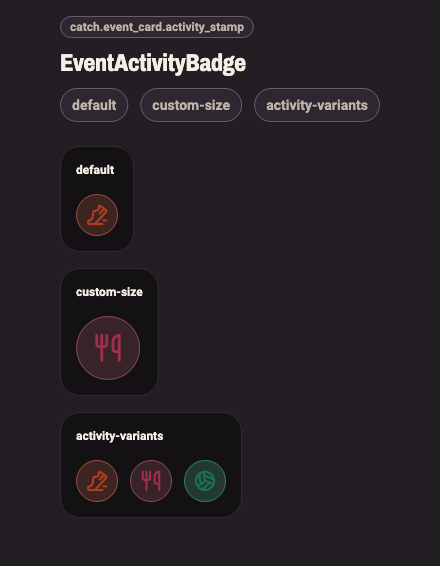 catch.event_card.activity_stamp
EventActivityBadge
default custom-size activity-variants
default
custom-size
activity-variants